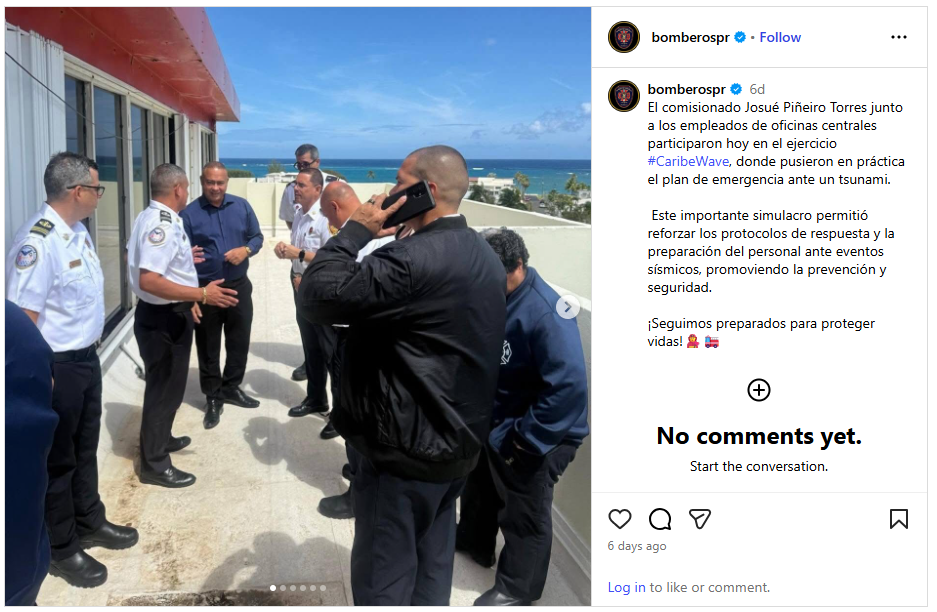 bomberospr • Follow
bomberospr 6d
El comisionado Josué Piñeiro Torres junto
a los empleados de oficinas centrales
participaron hoy en el ejercicio
#CaribeWave, donde pusieron en práctica
el plan de emergencia ante un tsunami.
Este importante simulacro permitió
reforzar los protocolos de respuesta y la
preparación del personal ante eventos
sísmicos, promoviendo la prevención y
seguridad.
¡Seguimos preparados para proteger
vidas! 👩‍🚒 🚒
No comments yet.
Start the conversation.
6 days ago
Log in to like or comment.